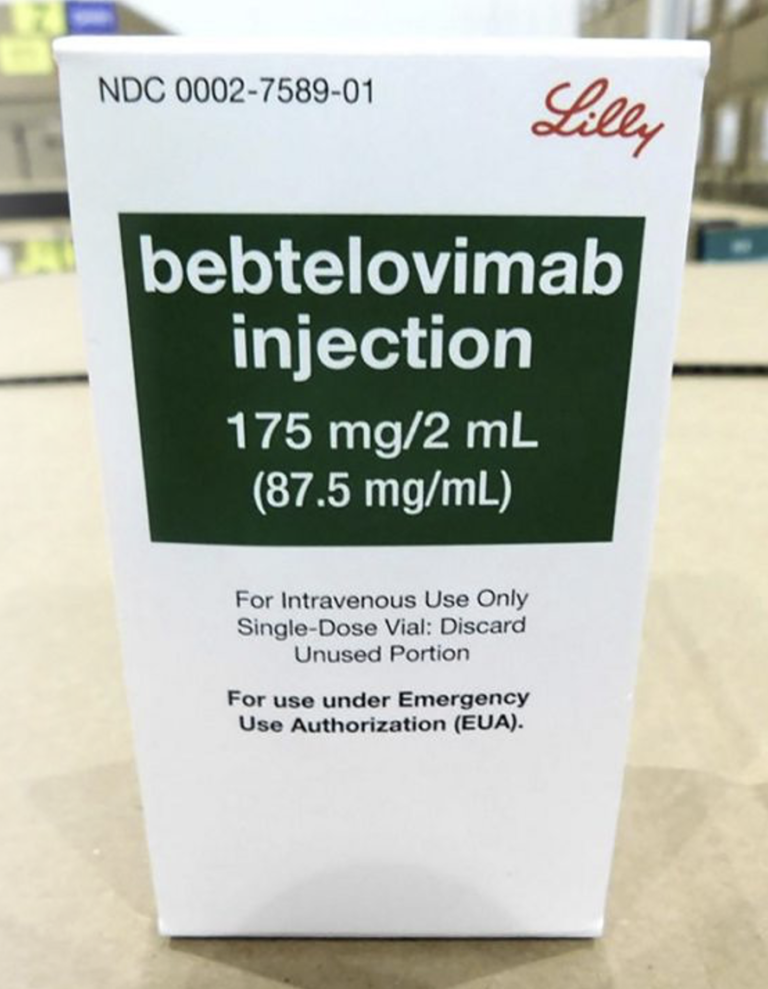 NDC 0002-7589-01
Lilly
bebtelovimab
injection
175 mg/2 mL
(87.5 mg/mL)
For Intravenous Use Only
Single-Dose Vial: Discard
Unused Portion
For use under Emergency
Use Authorization (EUA).